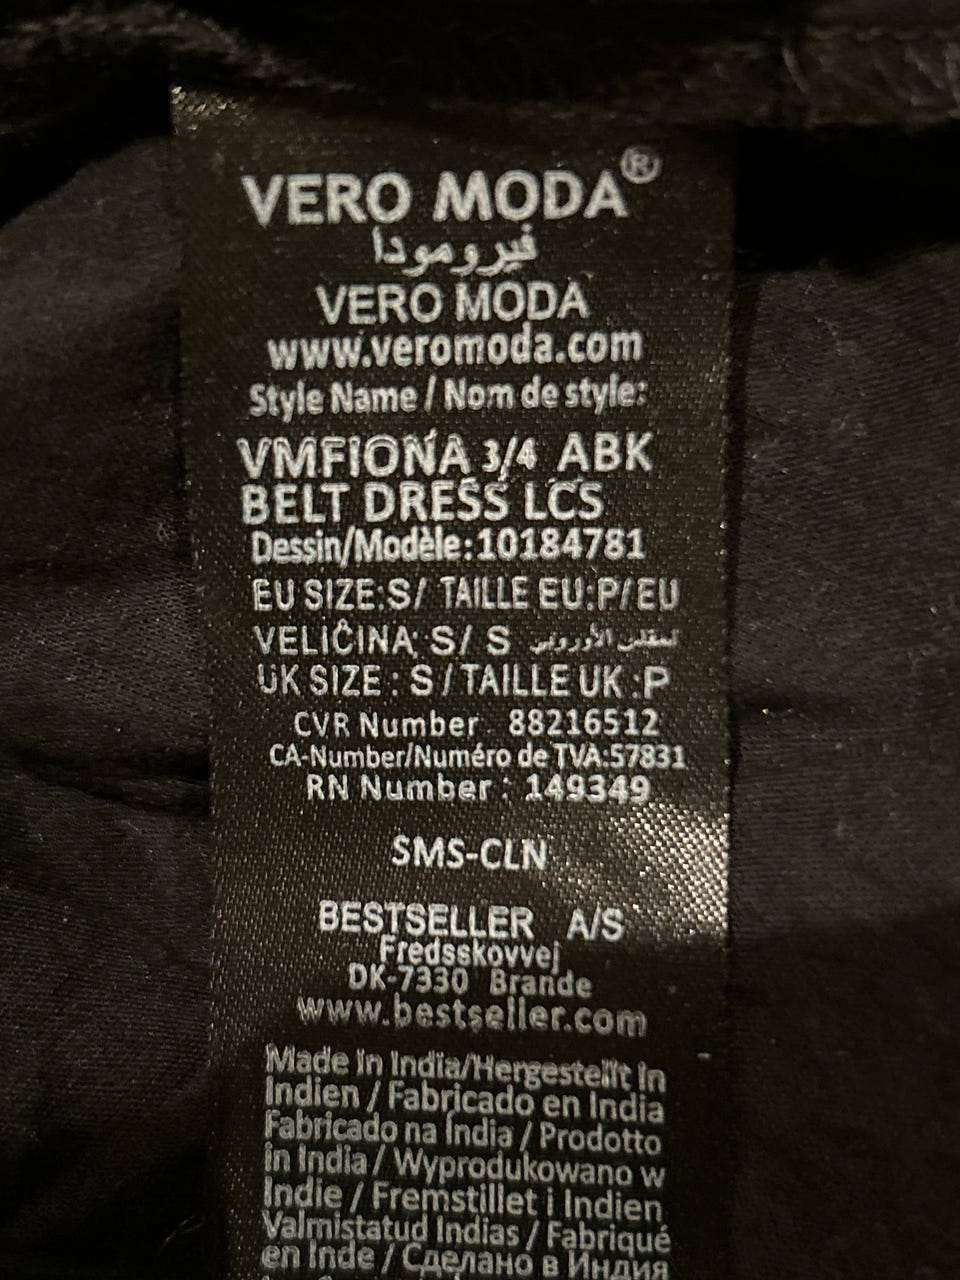 VERO MODA®
فيرومودا
VERO MODA
www.veromoda.com
Style Name / Nom de style:
VMFIONA 3/4 ABK
BELT DRESS LCS
Dessin/Modèle:10184781
EU SIZE:S/ TAILLE EU:P/EU
VELIČINA: S/ S
UK SIZE : S / TAILLE UK :P
CVR Number 88216512
CA-Number/Numéro de TVA:57831
RN Number : 149349
SMS-CLN
BESTSELLER A/S
Fredsskovvej
DK-7330 Brande
www.bestseller.com
Made in India/Hergestellt in
Indien / Fabricado en India
Fabricado na Índia / Prodotto
in India / Wyprodukowano w
Indie / Fremstillet i Indien
Valmistatud Indias / Fabriqué
en Inde / Сделано в Индия